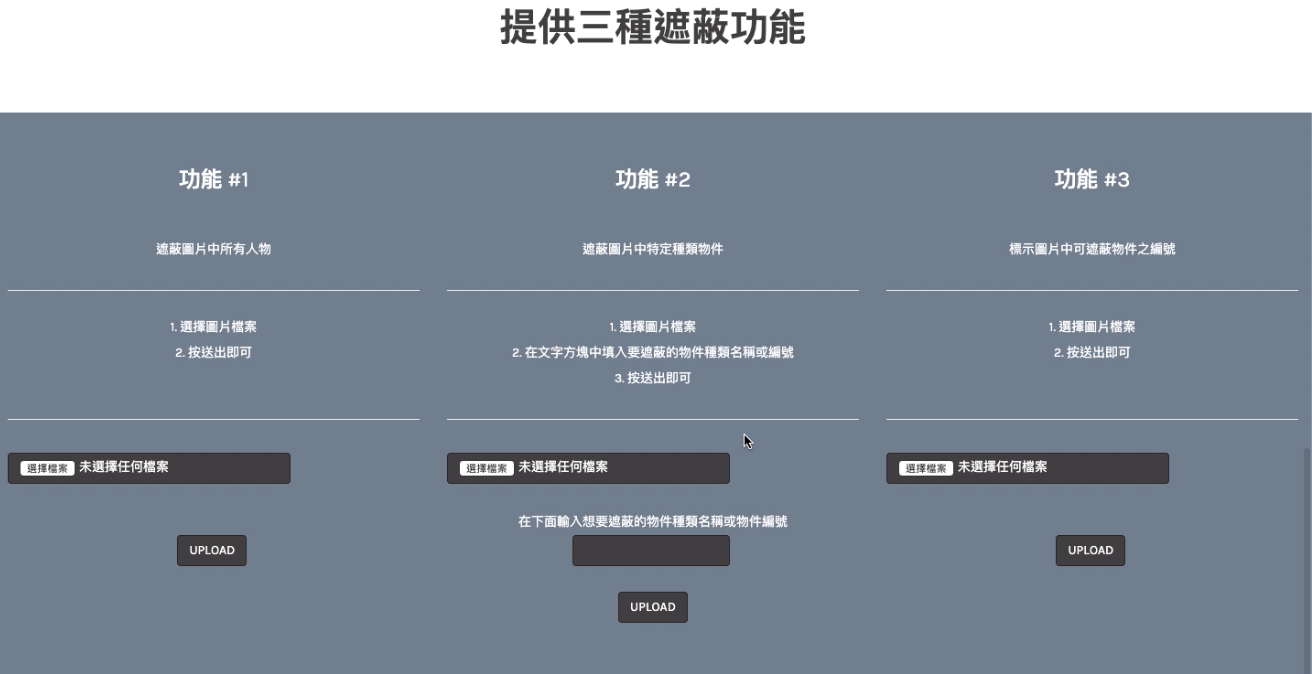 提供三種遮蔽功能
功能 #1
遮蔽圖片中所有人物
1. 選擇圖片檔案
2. 按送出即可
選擇檔案 未選擇任何檔案
UPLOAD
功能 #2
遮蔽圖片中特定種類物件
1. 選擇圖片檔案
2. 在文字方塊中填入要遮蔽的物件種類名稱或編號
3. 按送出即可
選擇檔案 未選擇任何檔案
在下面輸入想要遮蔽的物件種類名稱或物件編號
UPLOAD
功能 #3
標示圖片中可遮蔽物件之編號
1. 選擇圖片檔案
2. 按送出即可
選擇檔案 未選擇任何檔案
UPLOAD